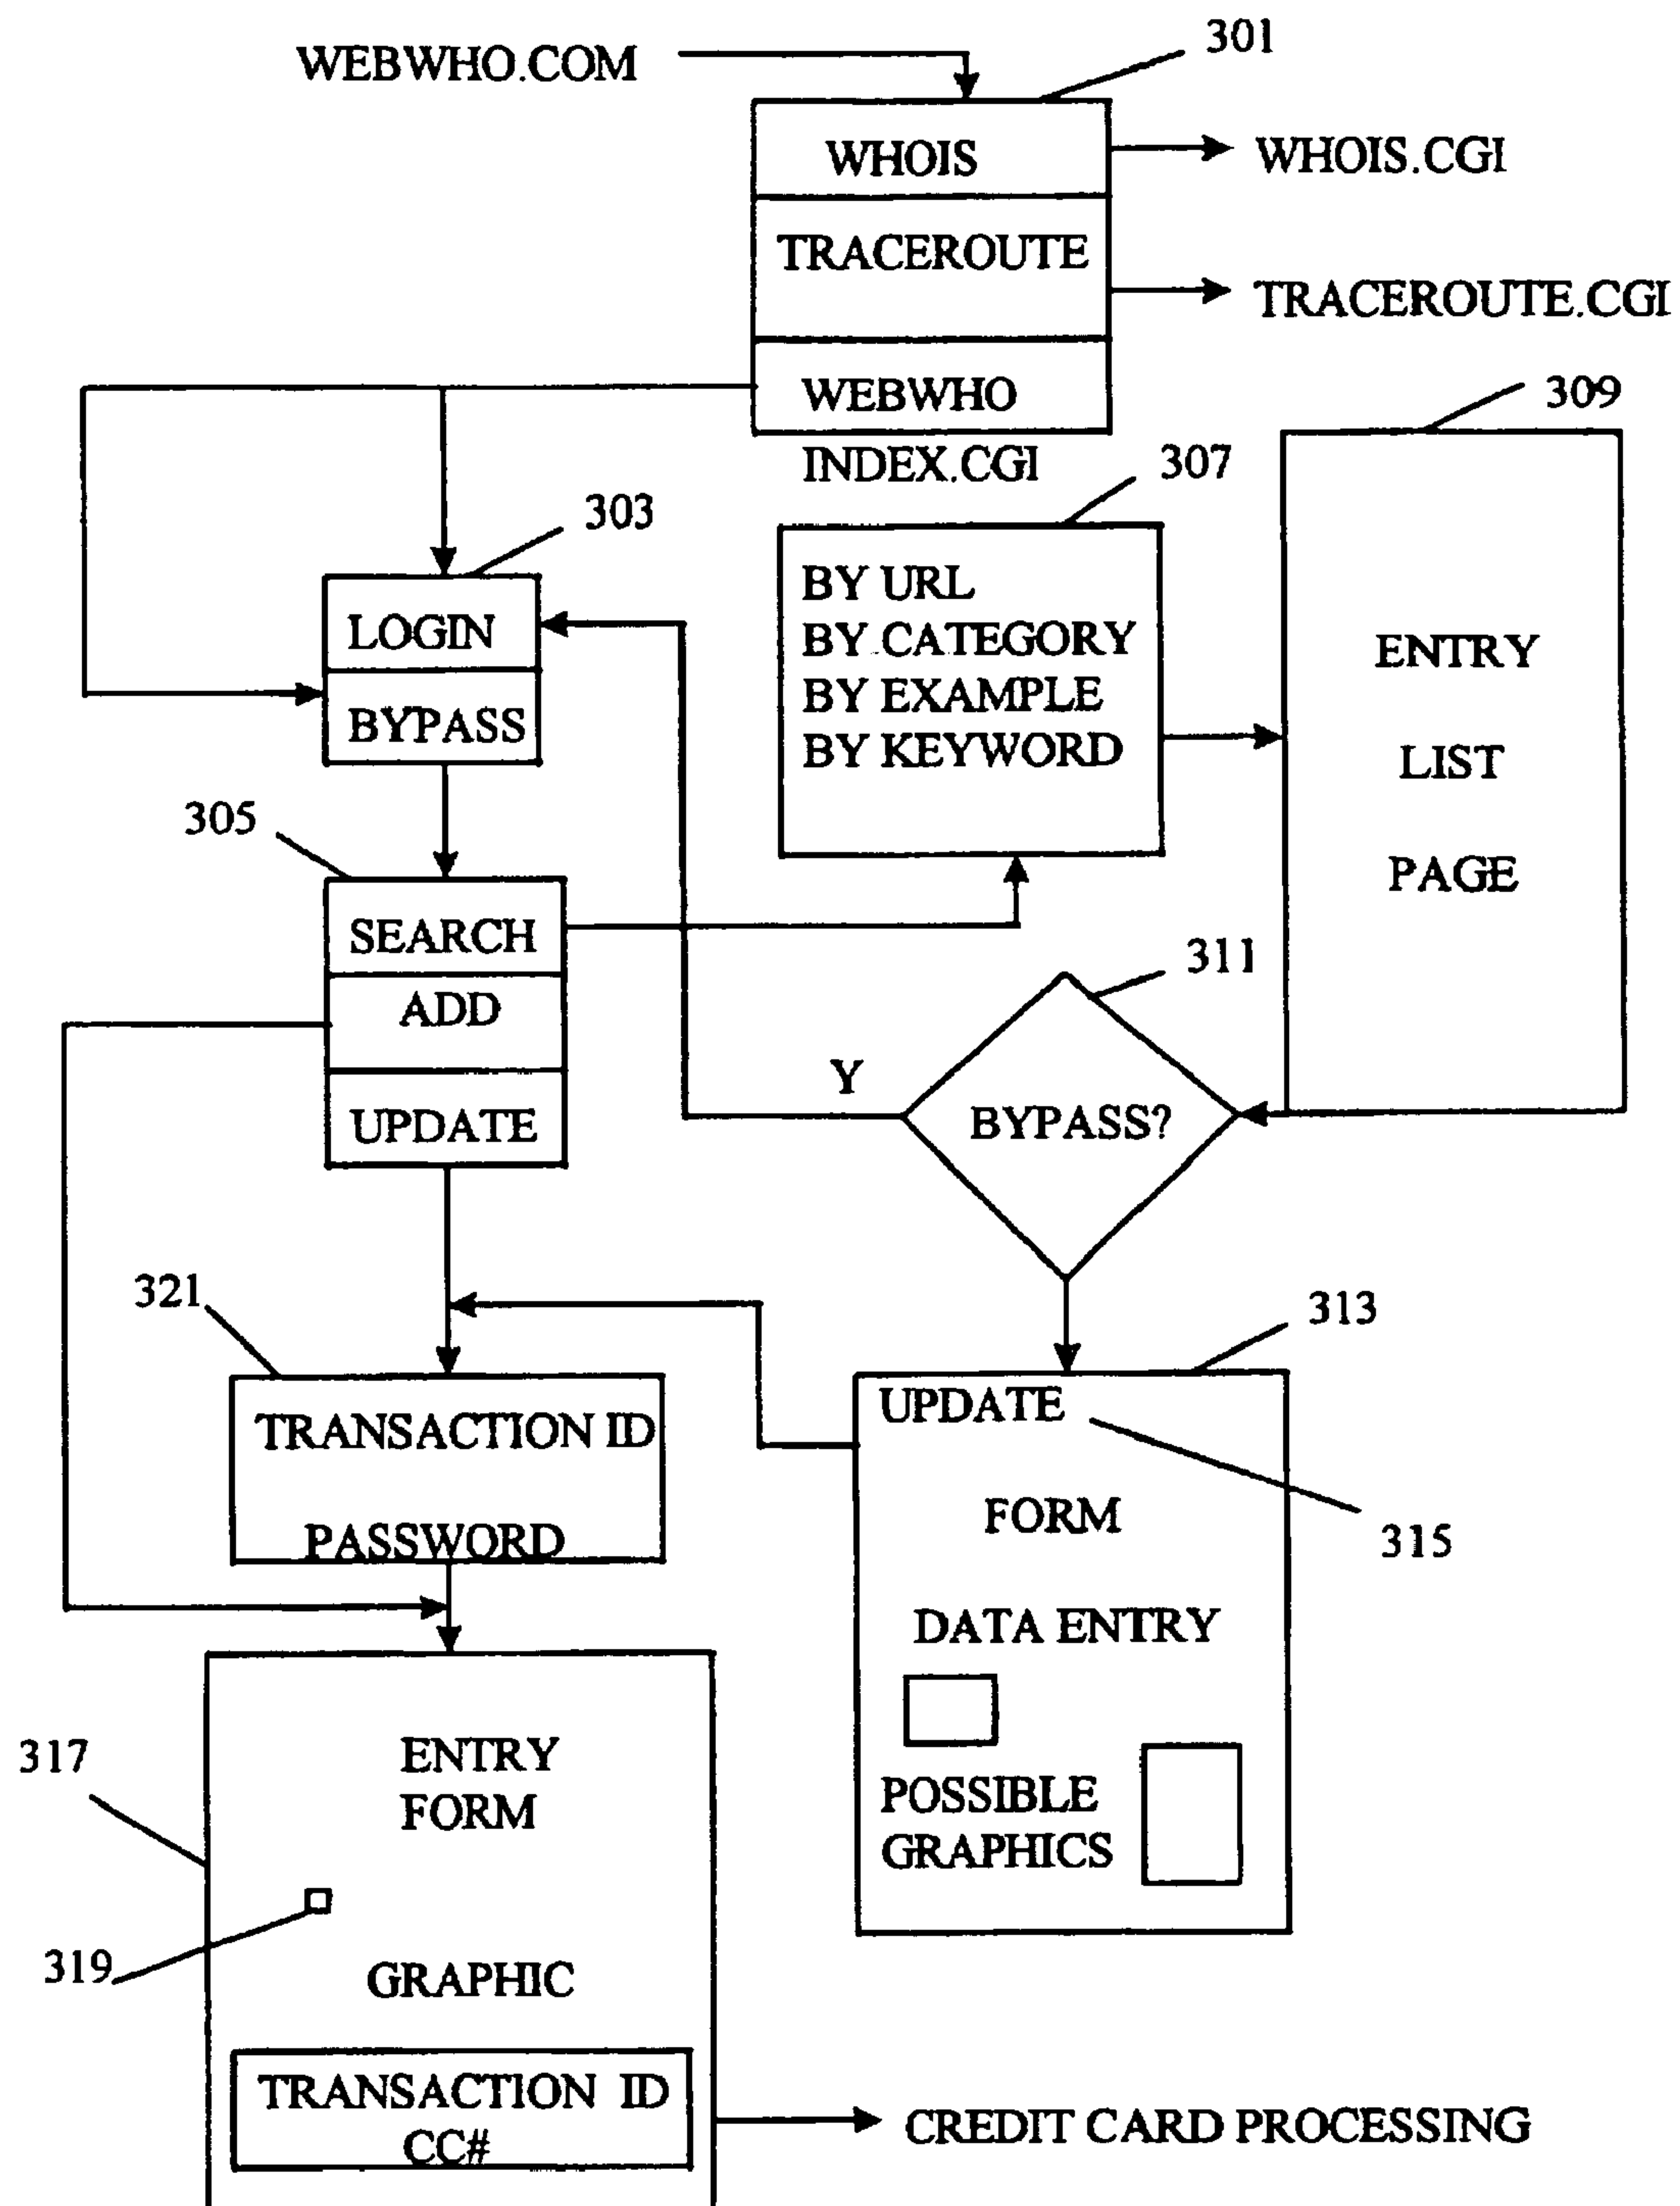 WEBWHO.COM
301
WHOIS
WHOIS.CGI
TRACEROUTE
TRACEROUTE.CGI
WEBWHO
INDEX.CGI
309
307
303
BY URL
BY CATEGORY
BY EXAMPLE
BY KEYWORD
LOGIN
BYPASS
ENTRY
LIST
PAGE
305
SEARCH
ADD
UPDATE
311
Y
BYPASS?
321
TRANSACTION ID
PASSWORD
313
UPDATE
315
FORM
DATA ENTRY
POSSIBLE
GRAPHICS
317
ENTRY
FORM
319
GRAPHIC
TRANSACTION ID
CC#
CREDIT CARD PROCESSING